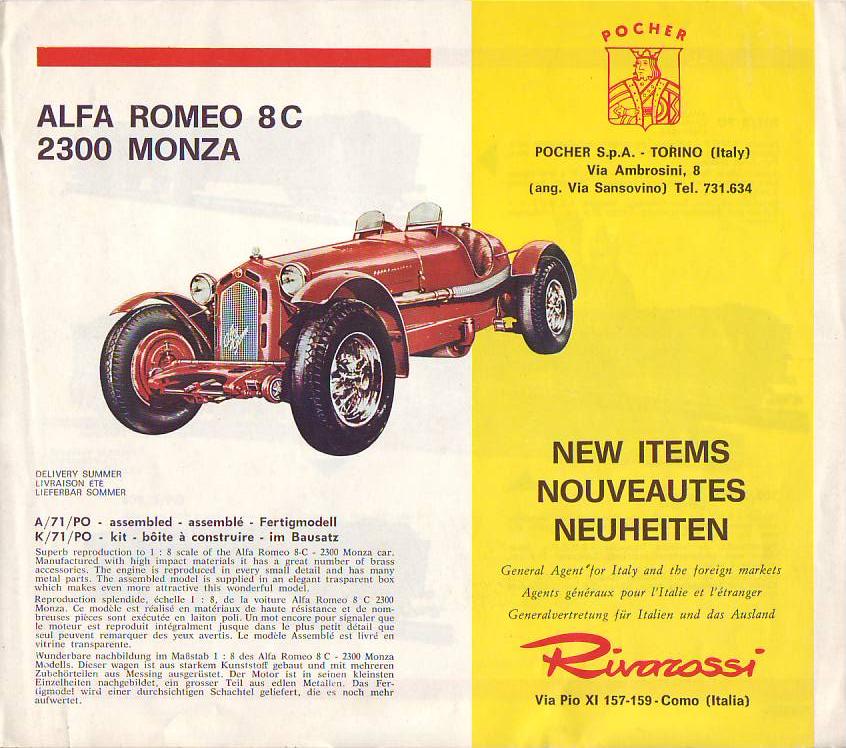 ALFA ROMEO 8C
2300 MONZA
DELIVERY SUMMER
LIVRAISON ETÈ
LIEFERBAR SOMMER
A/71/PO - assembled - assemblé - Fertigmodell
K/71/PO - kit - bôite à construire - im Bausatz
Superb reproduction to 1 : 8 scale of the Alfa Romeo 8-C - 2300 Monza car.
Manufactured with high impact materials it has a great number of brass
accessories. The engine is reproduced in every small detail and has many
metal parts. The assembled model is supplied in an elegant trasparent box
which makes even more attractive this wonderful model.
Reproduction splendide, échelle 1 : 8, de la voiture Alfa Romeo 8 C 2300
Monza. Ce modèle est réalisé en matériaux de haute résistance et de nom-
breuses pièces sont exécutée en laiton poli. Un mot encore pour signaler que
le moteur est reproduit intégralment jusque dans le plus petit détail que
seul peuvent remarquer des yeux avertis. Le modèle Assemblé est livré en
vitrine transparente.
Wunderbare nachbildung im Maßstab 1 : 8 des Alfa Romeo 8 C - 2300 Monza
Modells. Dieser wagen ist aus starkem Kunststoff gebaut und mit mehreren
Zubehörteilen aus Messing ausgerüstet. Der Motor ist in seinen kleinsten
Einzelheiten nachgebildet, ein grosser Teil aus edlen Metallen. Das Fer-
tigmodel wird einer durchsichtigen Schachtel geliefert, die es noch mehr
aufwertet.
POCHER
POCHER S.p.A. - TORINO (Italy)
Via Ambrosini, 8
(ang. Via Sansovino) Tel. 731.634
NEW ITEMS
NOUVEAUTES
NEUHEITEN
General Agent for Italy and the foreign markets
Agents généraux pour l'Italie et l'étranger
Generalvertretung für Italien und das Ausland
Rivarossi
Via Pio XI 157-159 - Como (Italia)